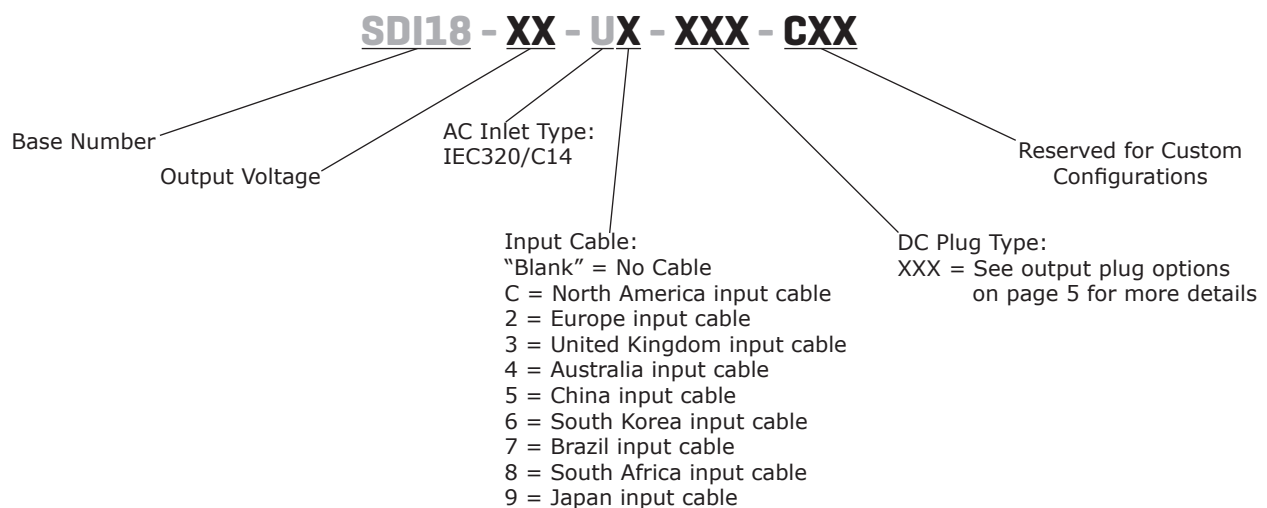 SDI18 - XX - UX - XXX - CXX
Base Number
Output Voltage
AC Inlet Type:
IEC320/C14
Input Cable:
“Blank” = No Cable
C = North America input cable
2 = Europe input cable
3 = United Kingdom input cable
4 = Australia input cable
5 = China input cable
6 = South Korea input cable
7 = Brazil input cable
8 = South Africa input cable
9 = Japan input cable
DC Plug Type:
XXX = See output plug options
on page 5 for more details
Reserved for Custom
Configurations